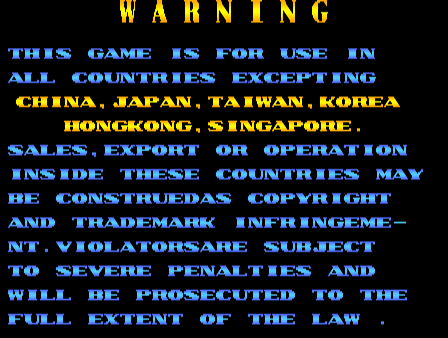 WARNING
THIS GAME IS FOR USE IN
ALL COUNTRIES EXCEPTING
CHINA, JAPAN, TAIWAN, KOREA
HONGKONG, SINGAPORE.
SALES, EXPORT OR OPERATION
INSIDE THESE COUNTRIES MAY
BE CONSTRUEDAS COPYRIGHT
AND TRADEMARK INFRINGEME-
NT. VIOLATORSARE SUBJECT
TO SEVERE PENALTIES AND
WILL BE PROSECUTED TO THE
FULL EXTENT OF THE LAW .